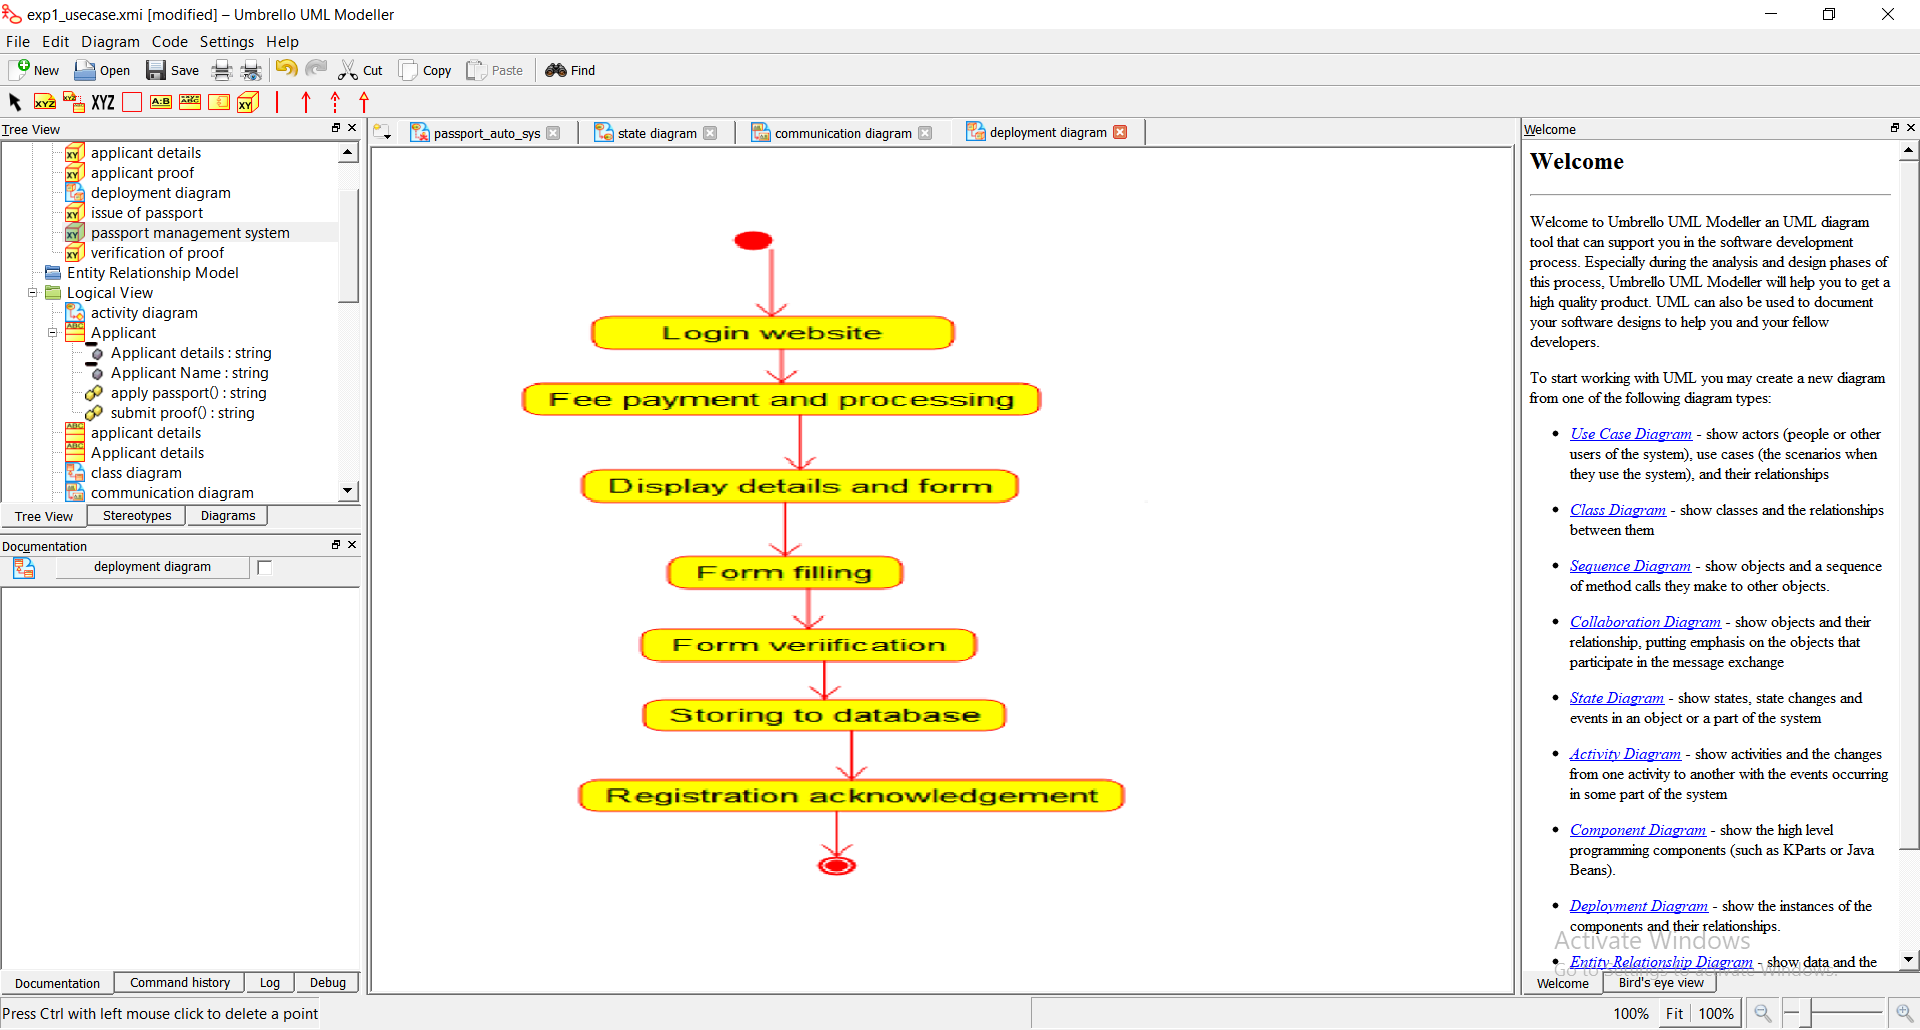 exp1_usecase.xmi [modified] – Umbrello UML Modeller
File Edit Diagram Code Settings Help
New Open Save Cut Copy Paste Find
XYZ XYZ XYZ A:B ABC XY
Tree View
applicant details
applicant proof
deployment diagram
issue of passport
passport management system
verification of proof
Entity Relationship Model
Logical View
activity diagram
Applicant
Applicant details : string
Applicant Name : string
apply passport() : string
submit proof() : string
applicant details
Applicant details
class diagram
communication diagram
Tree View Stereotypes Diagrams
Documentation
deployment diagram
Documentation Command history Log Debug
Press Ctrl with left mouse click to delete a point
passport_auto_sys state diagram communication diagram deployment diagram
Login website
Fee payment and processing
Display details and form
Form filling
Form veriification
Storing to database
Registration acknowledgement
Welcome
Welcome
Welcome to Umbrello UML Modeller an UML diagram
tool that can support you in the software development
process. Especially during the analysis and design phases of
this process, Umbrello UML Modeller will help you to get a
high quality product. UML can also be used to document
your software designs to help you and your fellow
developers.
To start working with UML you may create a new diagram
from one of the following diagram types:
• Use Case Diagram - show actors (people or other
users of the system), use cases (the scenarios when
they use the system), and their relationships
• Class Diagram - show classes and the relationships
between them
• Sequence Diagram - show objects and a sequence
of method calls they make to other objects.
• Collaboration Diagram - show objects and their
relationship, putting emphasis on the objects that
participate in the message exchange
• State Diagram - show states, state changes and
events in an object or a part of the system
• Activity Diagram - show activities and the changes
from one activity to another with the events occurring
in some part of the system
• Component Diagram - show the high level
programming components (such as KParts or Java
Beans).
• Deployment Diagram - show the instances of the
components and their relationships.
Activate Windows
• Entity-Relationship Diagram - show data and the
Go to Settings to activate Windows.
Welcome Bird's eye view
100% Fit 100%